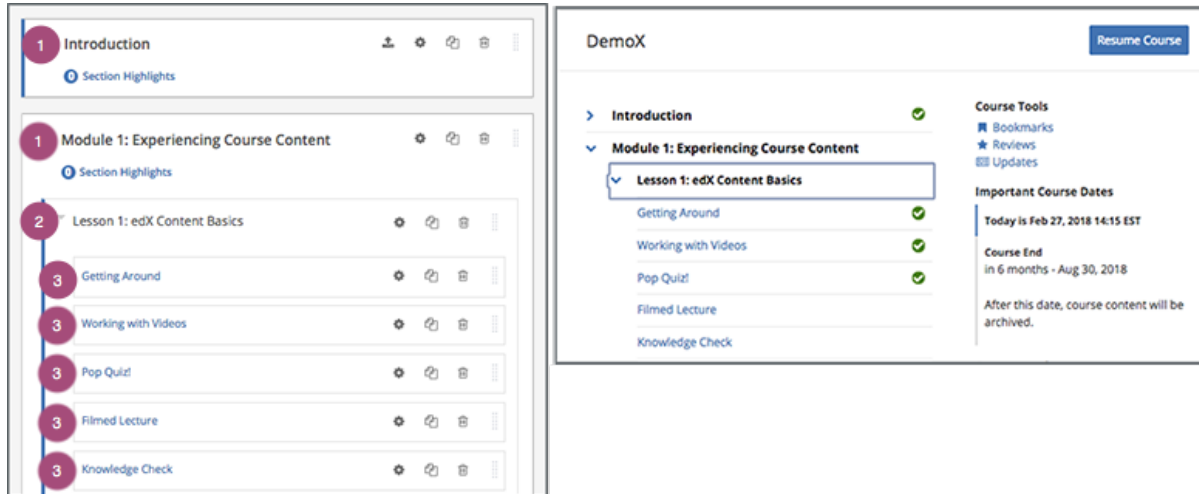 1 Introduction
0 Section Highlights
1 Module 1: Experiencing Course Content
0 Section Highlights
2 Lesson 1: edX Content Basics
3 Getting Around
3 Working with Videos
3 Pop Quiz!
3 Filmed Lecture
3 Knowledge Check
DemoX
Resume Course
Introduction
Module 1: Experiencing Course Content
Lesson 1: edX Content Basics
Getting Around
Working with Videos
Pop Quiz!
Filmed Lecture
Knowledge Check
Course Tools
Bookmarks
Reviews
Updates
Important Course Dates
Today is Feb 27, 2018 14:15 EST
Course End
in 6 months - Aug 30, 2018
After this date, course content will be
archived.